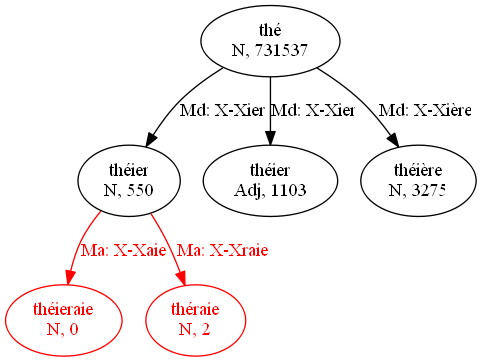 thé
N, 731537
Md: X-Xier
Md: X-Xier
Md: X-Xière
théier
N, 550
théier
Adj, 1103
théière
N, 3275
Ma: X-Xaie
Ma: X-Xraie
théieraie
N, 0
théraie
N, 2